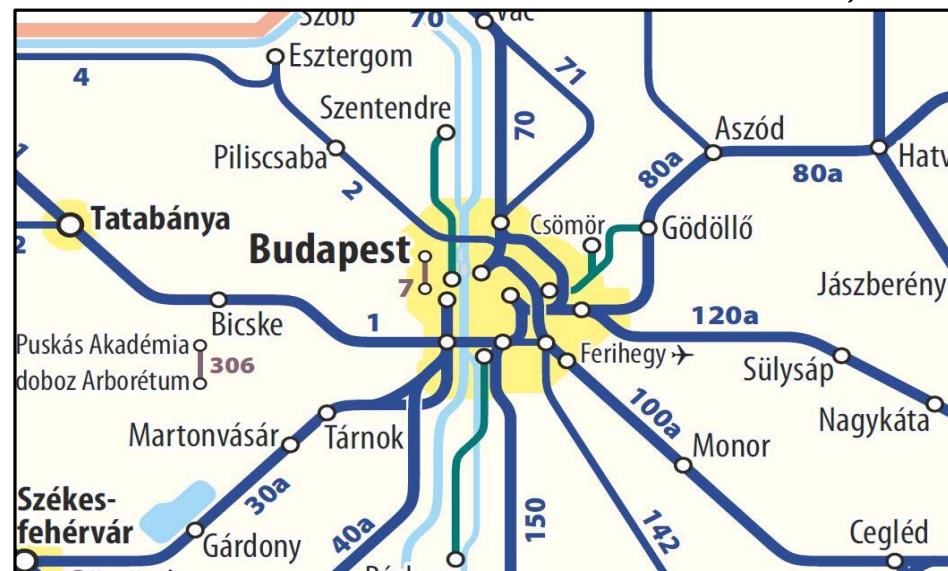 Szob
70
Vác
4
Esztergom
71
Szentendre
70
Aszód
Piliscsaba
80a
80a
1
2
Tatabánya
2
Csömör
Gödöllő
Budapest
7
Jászberény
Bicske
1
120a
Puskás Akadémia
306
doboz Arborétum
Ferihegy
Sülysáp
100a
Nagykáta
Martonvásár
Tárnok
Monor
Székes-
fehérvár
30a
40a
150
142
Gárdony
Cegléd